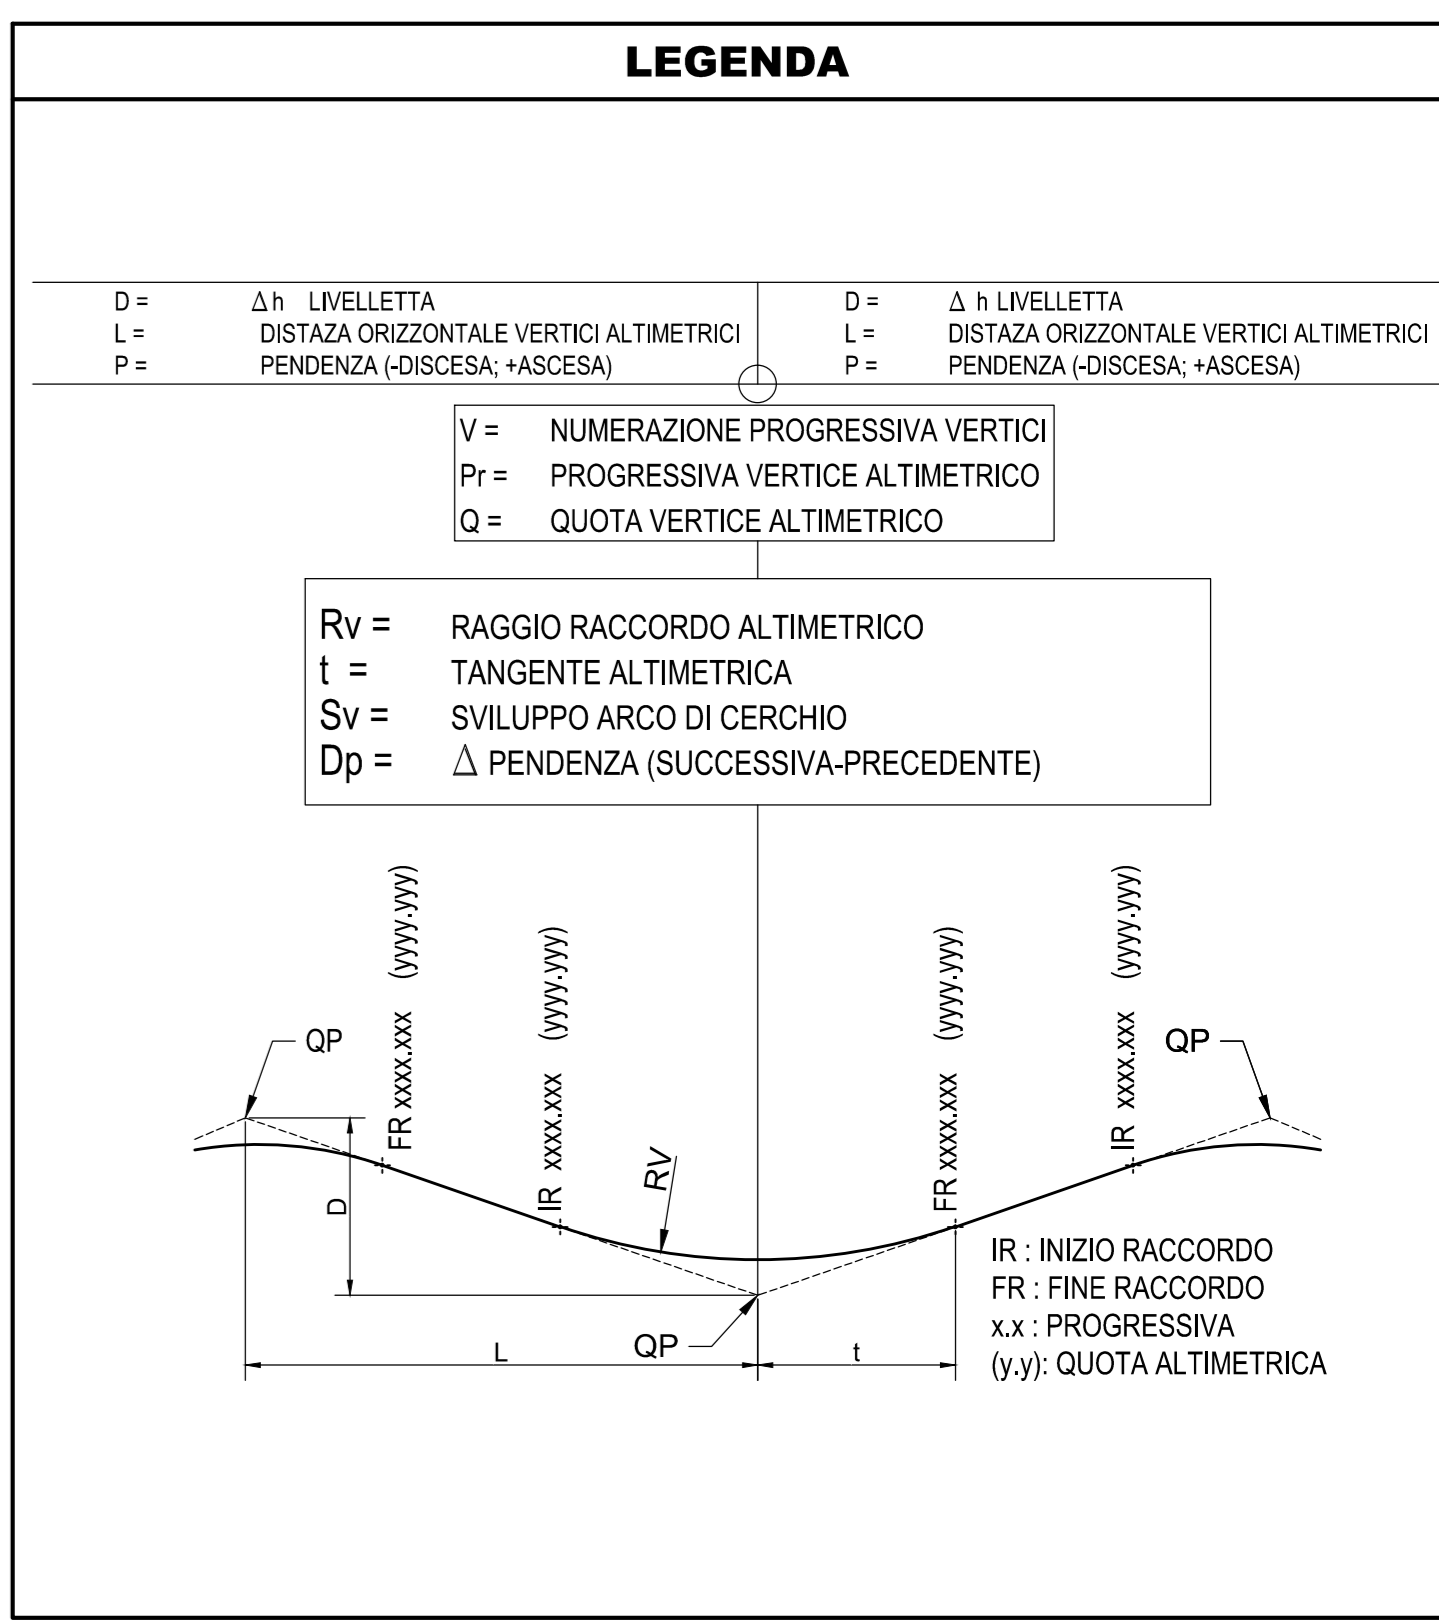 LEGENDA
D = Δ h LIVELLETTA
L = DISTAZA ORIZZONTALE VERTICI ALTIMETRICI
P = PENDENZA (-DISCESA; +ASCESA)
D = Δ h LIVELLETTA
L = DISTAZA ORIZZONTALE VERTICI ALTIMETRICI
P = PENDENZA (-DISCESA; +ASCESA)
V = NUMERAZIONE PROGRESSIVA VERTICI
Pr = PROGRESSIVA VERTICE ALTIMETRICO
Q = QUOTA VERTICE ALTIMETRICO
Rv = RAGGIO RACCORDO ALTIMETRICO
t = TANGENTE ALTIMETRICA
Sv = SVILUPPO ARCO DI CERCHIO
Dp = Δ PENDENZA (SUCCESSIVA-PRECEDENTE)
QP
FR xxxx.xxx (yyyy.yyy)
IR xxxx.xxx (yyyy.yyy)
FR xxxx.xxx (yyyy.yyy)
IR xxxx.xxx (yyyy.yyy)
QP
D
RV
QP
L
t
IR : INIZIO RACCORDO
FR : FINE RACCORDO
x.x : PROGRESSIVA
(y.y): QUOTA ALTIMETRICA